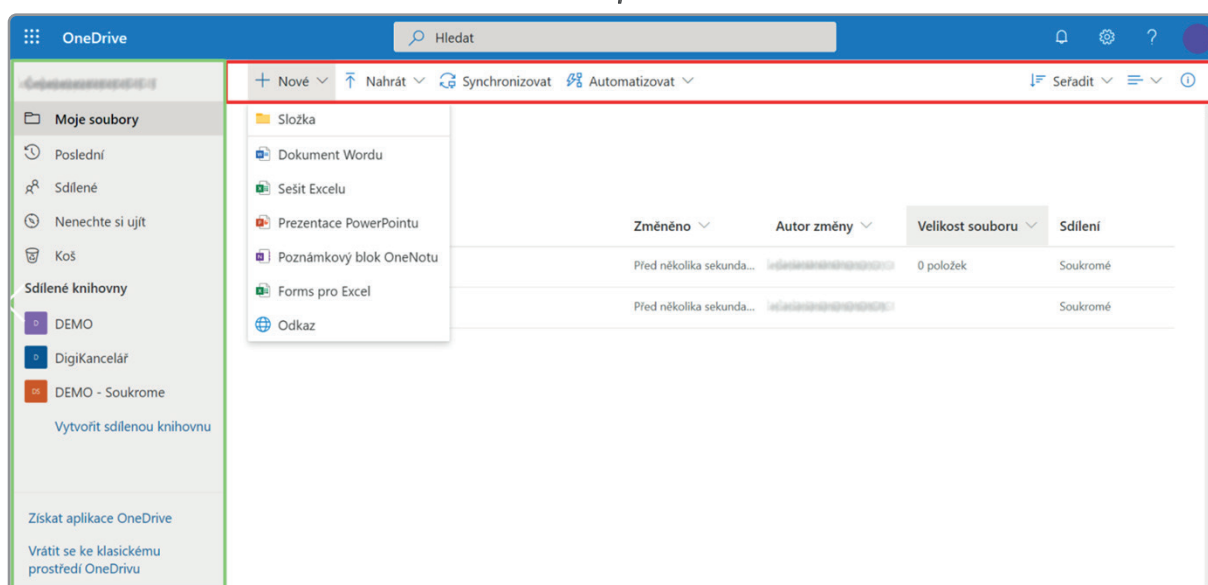 OneDrive
Hledat
?
Nové
Nahrát
Synchronizovat
Automatizovat
Seřadit
Moje soubory
Poslední
Sdílené
Nenechte si ujít
Koš
Sdílené knihovny
D DEMO
D DigiKancelář
DS DEMO - Soukrome
Vytvořit sdílenou knihovnu
Získat aplikace OneDrive
Vrátit se ke klasickému
prostředí OneDrivu
Složka
Dokument Wordu
Sešit Excelu
Prezentace PowerPointu
Poznámkový blok OneNotu
Forms pro Excel
Odkaz
Změněno Autor změny Velikost souboru Sdílení
Před několika sekunda... 0 položek Soukromé
Před několika sekunda... Soukromé